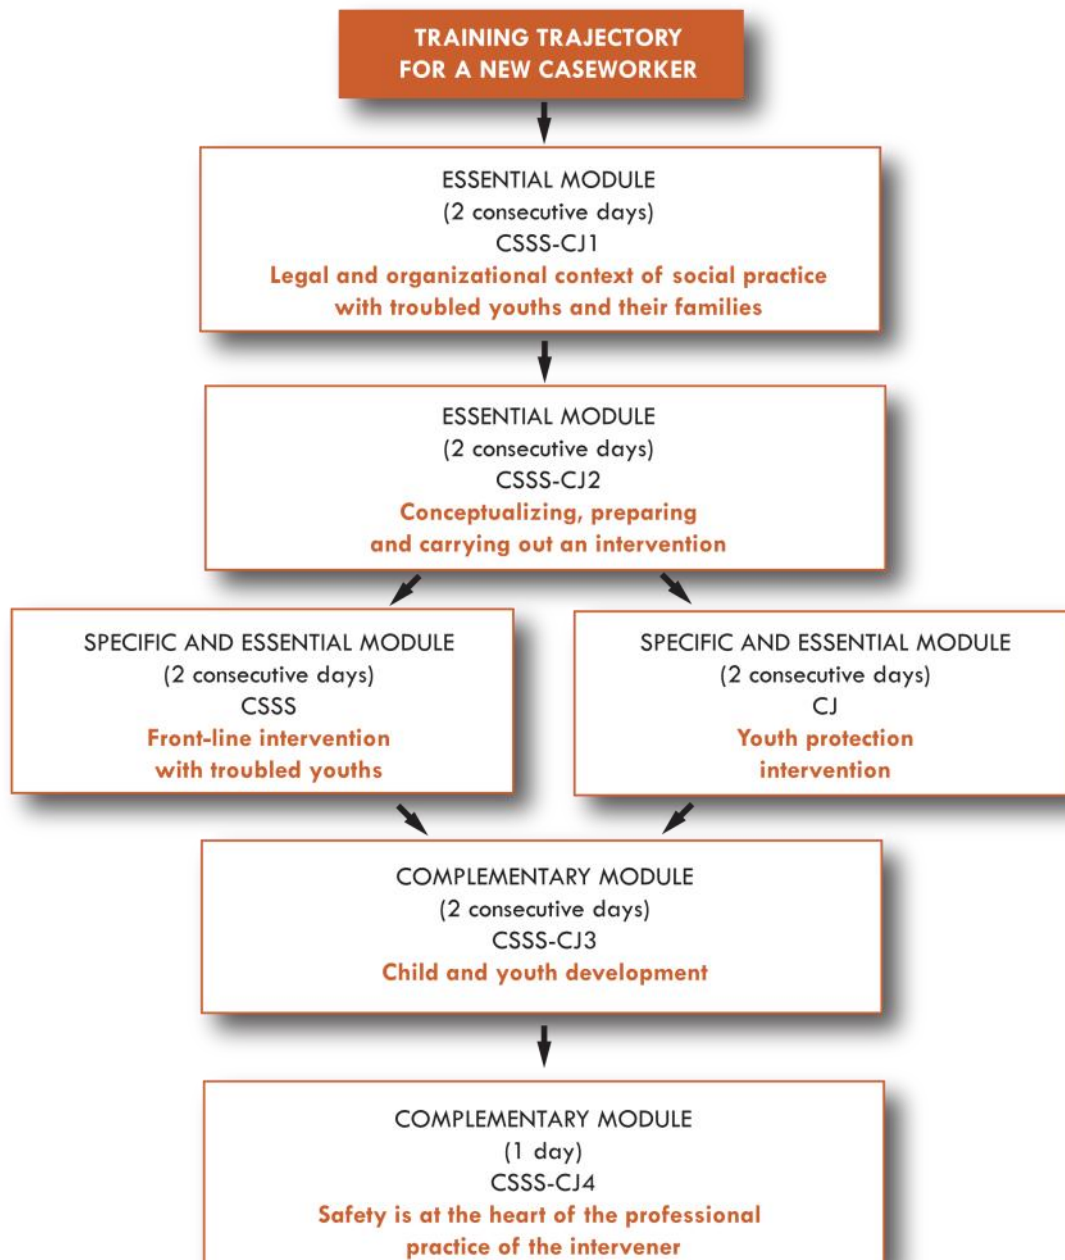 TRAINING TRAJECTORY
FOR A NEW CASEWORKER
ESSENTIAL MODULE
(2 consecutive days)
CSSS-CJ1
Legal and organizational context of social practice
with troubled youths and their families
ESSENTIAL MODULE
(2 consecutive days)
CSSS-CJ2
Conceptualizing, preparing
and carrying out an intervention
SPECIFIC AND ESSENTIAL MODULE
(2 consecutive days)
CSSS
Front-line intervention
with troubled youths
SPECIFIC AND ESSENTIAL MODULE
(2 consecutive days)
CJ
Youth protection
intervention
COMPLEMENTARY MODULE
(2 consecutive days)
CSSS-CJ3
Child and youth development
COMPLEMENTARY MODULE
(1 day)
CSSS-CJ4
Safety is at the heart of the professional
practice of the intervener